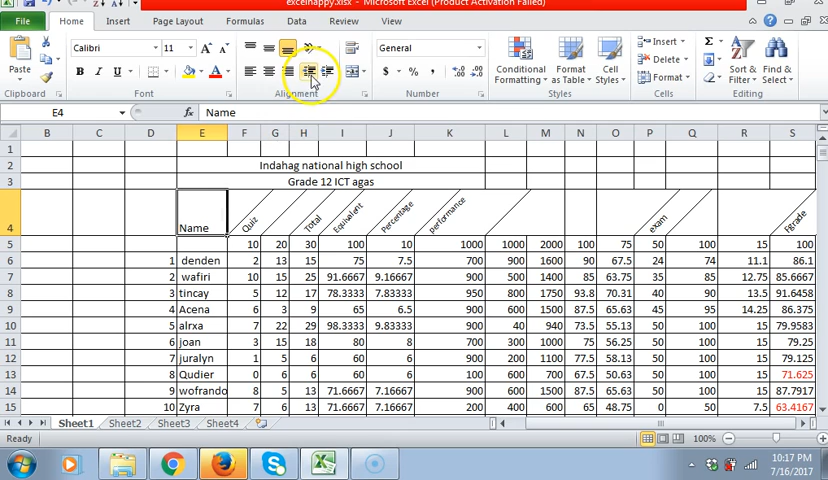 excelnappy.xlsx - Microsoft Excel (Product Activation Failed)
File Home Insert Page Layout Formulas Data Review View
Calibri 11 General
Paste Conditional Formatting Format as Table Cell Styles Insert Delete Format Sort & Filter Find & Select
Clipboard Font Alignment Number Styles Cells Editing
E4 fx Name
B C D E F G H I J K L M N O P Q R S
1
2 Indahag national high school
3 Grade 12 ICT agas
4 Name Quiz Total Equivalent Percentage performance exam Fgrade
5 10 20 30 100 10 1000 1000 2000 100 75 50 100 15 100
6 1 denden 2 13 15 75 7.5 700 900 1600 90 67.5 24 74 11.1 86.1
7 2 wafiri 10 15 25 91.6667 9.16667 900 500 1400 85 63.75 35 85 12.75 85.6667
8 3 tincay 5 12 17 78.3333 7.83333 950 800 1750 93.8 70.31 40 90 13.5 91.6458
9 4 Acena 6 3 9 65 6.5 900 600 1500 87.5 65.63 45 95 14.25 86.375
10 5 alrxa 7 22 29 98.3333 9.83333 900 40 940 73.5 55.13 50 100 15 79.9583
11 6 joan 3 15 18 80 8 700 300 1000 75 56.25 50 100 15 79.25
12 7 juralyn 1 5 6 60 6 900 200 1100 77.5 58.13 50 100 15 79.125
13 8 Qudier 0 6 6 60 6 100 600 700 67.5 50.63 50 100 15 71.625
14 9 wofrando 8 5 13 71.6667 7.16667 900 600 1500 87.5 65.63 50 100 15 87.7917
15 10 Zyra 7 6 13 71.6667 7.16667 200 400 600 65 48.75 0 50 7.5 63.4167
Sheet1 Sheet2 Sheet3 Sheet4
Ready 100%
10:17 PM
7/16/2017